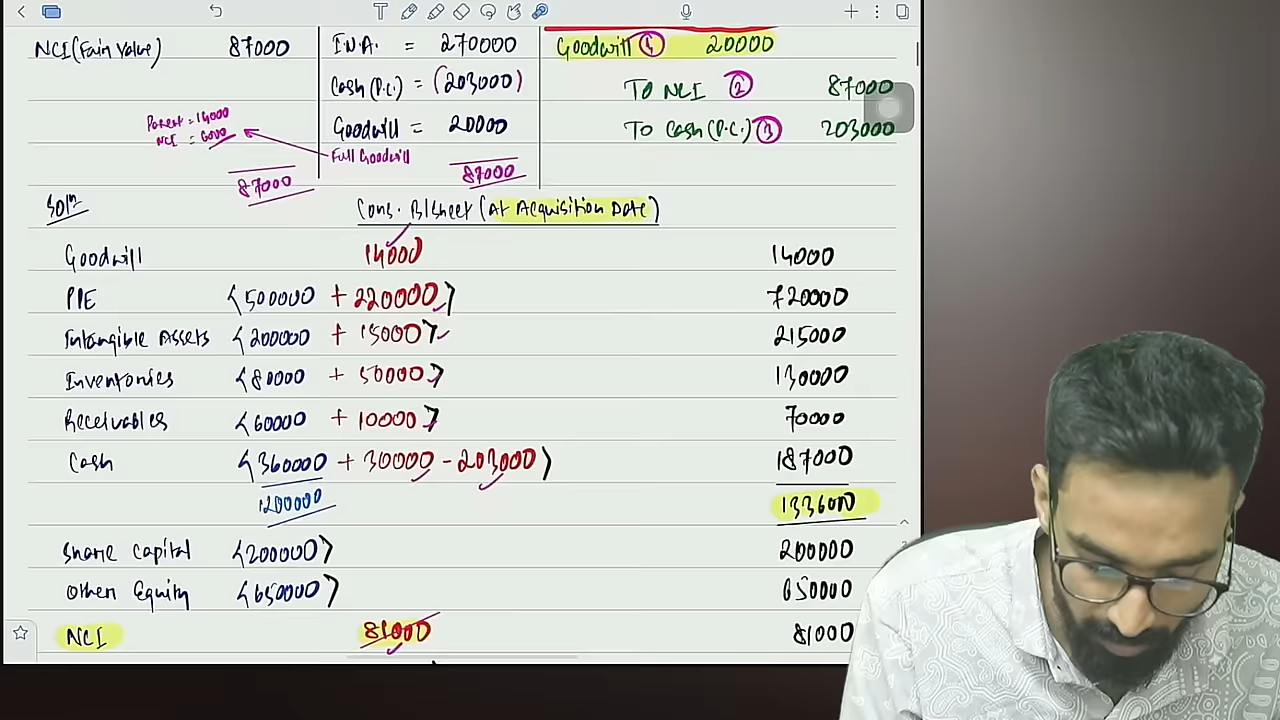 NCI (Fair Value) 87000
I.N.A. = 270000
Cash (P.C.) = (203000)
Goodwill = 20000
87000
Parent = 14000
NCI = 6000
Full Goodwill
87000
Goodwill ① 20000
TO NCI ② 87000
TO Cash (P.C.) ③ 203000
Solⁿ Cons. B/Sheet (At Acquisition Date)
Goodwill 14000 14000
PPE <500000 + 220000> 720000
Intangible Assets <200000 + 15000> 215000
Inventories <80000 + 50000> 130000
Receivables <60000 + 10000> 70000
Cash <360000 + 30000 - 203000> 187000
1200000 1336000
Share Capital <200000> 200000
Other Equity <650000> 650000
NCI 81000 81000